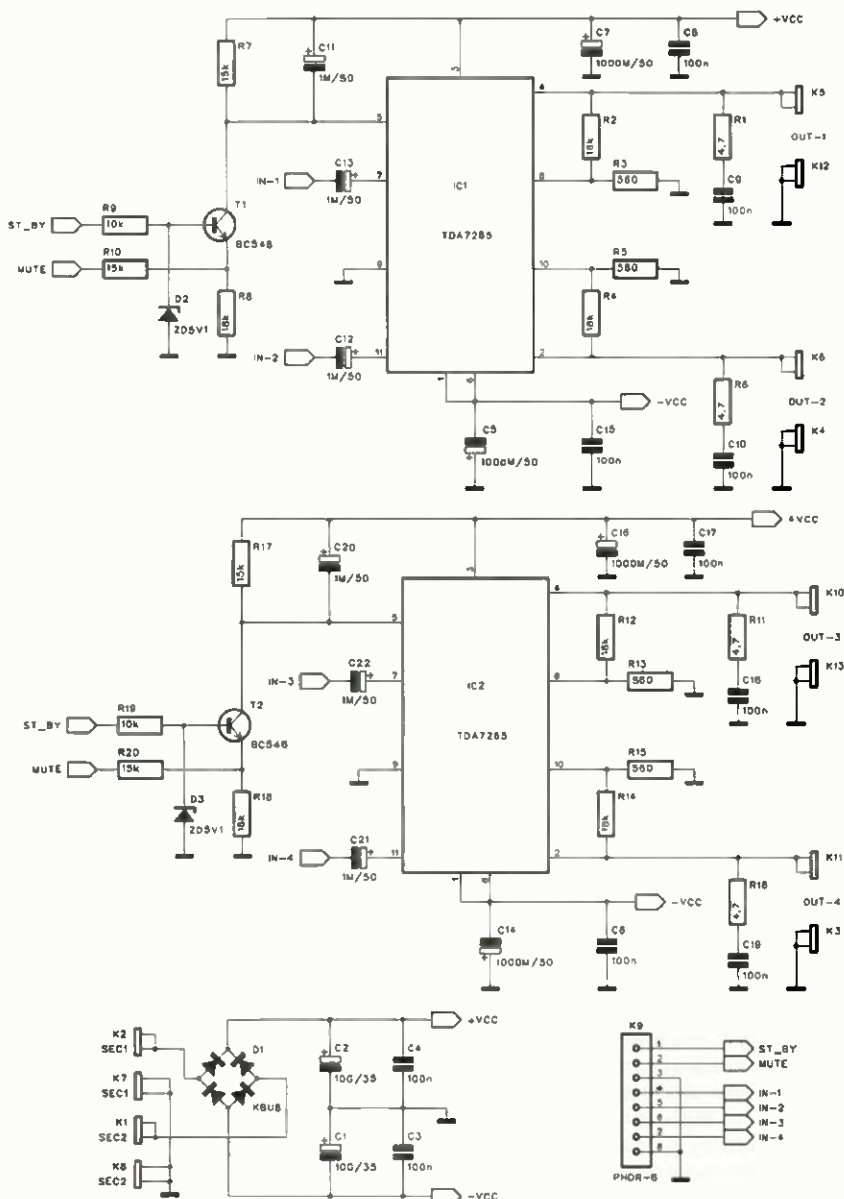 +VCC
R7
15k
C11
1M/50
C7
1000M/50
C8
100n
3
4
K5
OUT-1
R2
18k
R1
4,7
5
C13
IN-1
1M/50
7
IC1
TDA7265
8
R3
560
C9
100n
K12
T1
BC546
ST_BY
R9
10k
MUTE
R10
15k
D2
ZD5V1
R8
18k
9
10
R5
560
R4
18k
C12
IN-2
1M/50
11
2
K6
OUT-2
R6
4,7
1
6
-VCC
C5
1000M/50
C15
100n
C10
100n
K4
+VCC
R17
15k
C20
1M/50
C16
1000M/50
C17
100n
3
4
K10
OUT-3
R12
18k
R11
4,7
5
C22
IN-3
1M/50
7
IC2
TDA7265
8
R13
560
100n
K13
T2
BC546
ST_BY
R19
10k
MUTE
R20
15k
D3
ZD5V1
18k
9
10
R15
560
R14
18k
C21
IN-4
1M/50
11
2
K11
OUT-4
4,7
1
6
-VCC
C14
1000M/50
C6
100n
C19
100n
K3
K2
SEC1
K7
SEC1
K1
SEC2
K8
SEC2
D1
KBU8
+VCC
C2
10G/35
C4
100n
C1
10G/35
C3
100n
-VCC
K9
1 ST_BY
2 MUTE
3
4 IN-1
5 IN-2
6 IN-3
7 IN-4
8